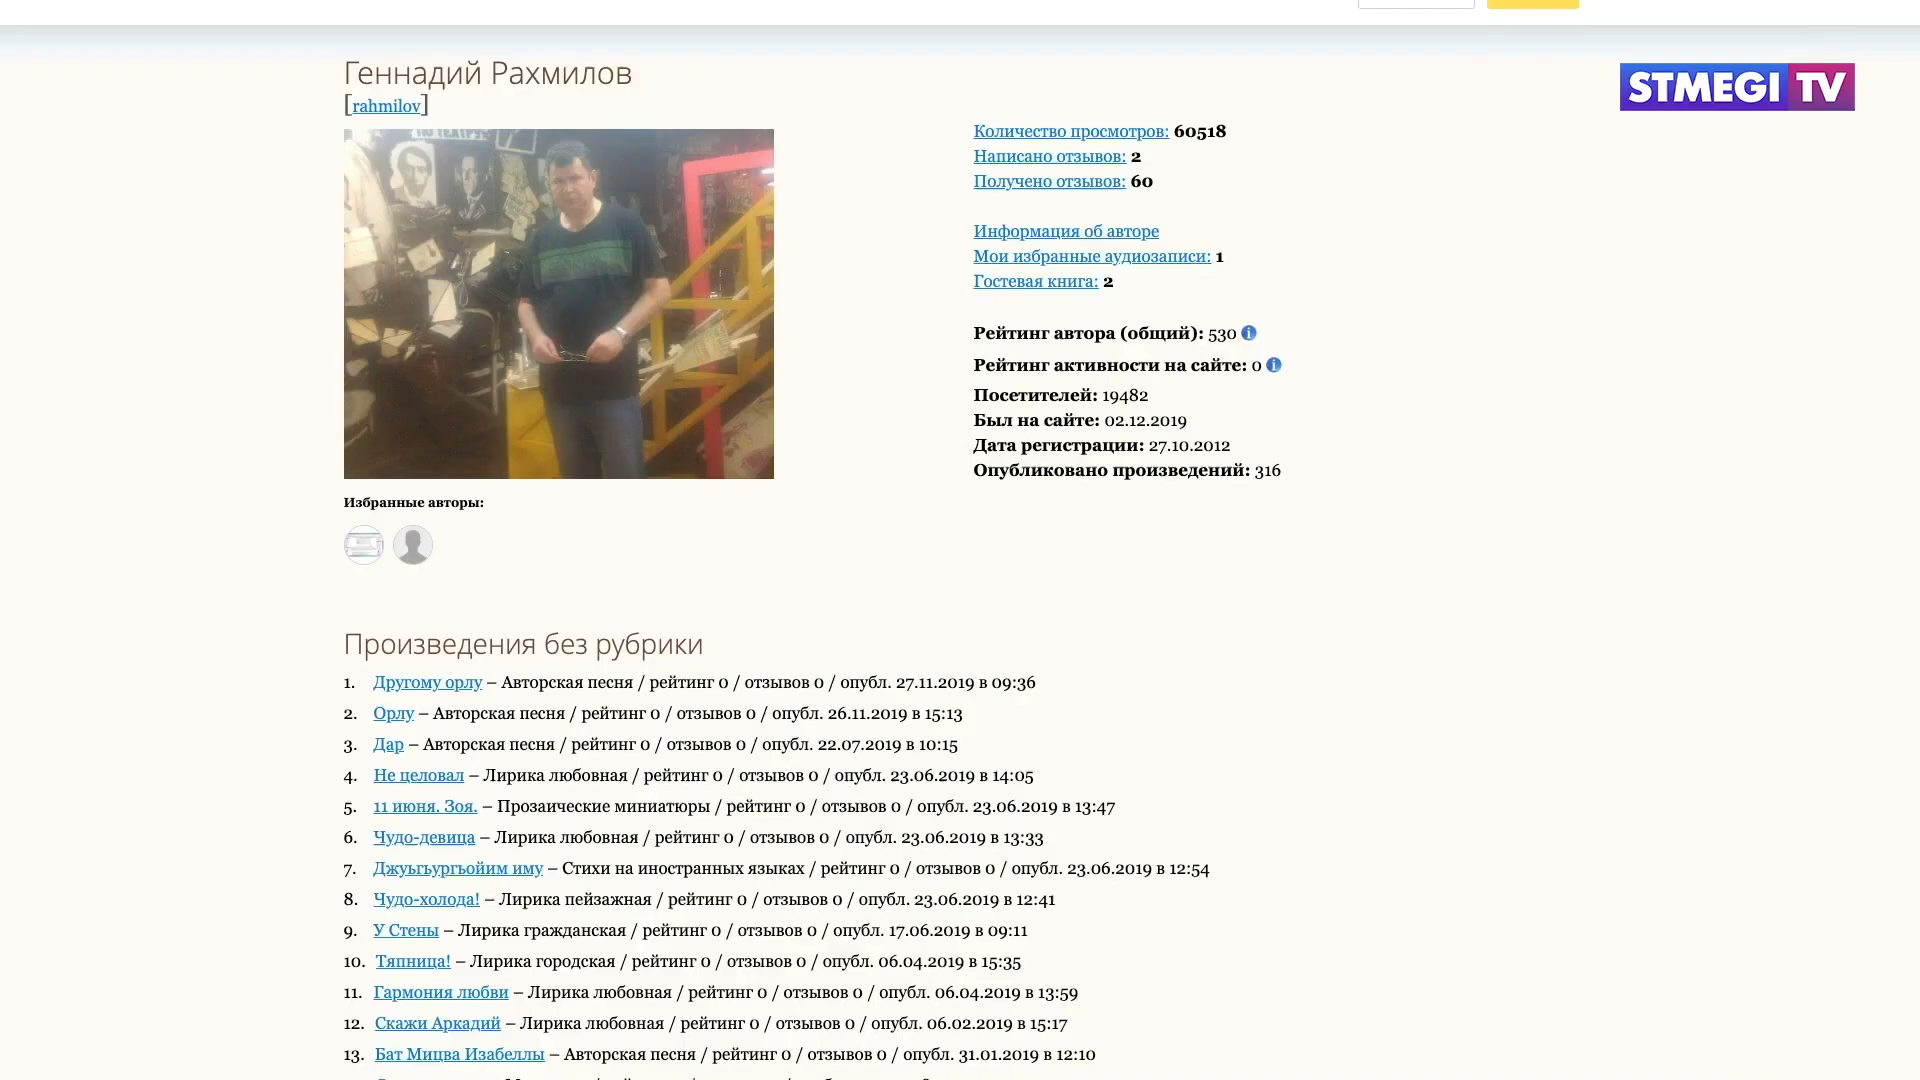 Геннадий Рахмилов
[rahmilov]
STMEGI TV
Количество просмотров: 60518
Написано отзывов: 2
Получено отзывов: 60
Информация об авторе
Мои избранные аудиозаписи: 1
Гостевая книга: 2
Рейтинг автора (общий): 530
Рейтинг активности на сайте: 0
Посетителей: 19482
Был на сайте: 02.12.2019
Дата регистрации: 27.10.2012
Опубликовано произведений: 316
Избранные авторы:
Произведения без рубрики
1. Другому орлу – Авторская песня / рейтинг 0 / отзывов 0 / опубл. 27.11.2019 в 09:36
2. Орлу – Авторская песня / рейтинг 0 / отзывов 0 / опубл. 26.11.2019 в 15:13
3. Дар – Авторская песня / рейтинг 0 / отзывов 0 / опубл. 22.07.2019 в 10:15
4. Не целовал – Лирика любовная / рейтинг 0 / отзывов 0 / опубл. 23.06.2019 в 14:05
5. 11 июня. Зоя. – Прозаические миниатюры / рейтинг 0 / отзывов 0 / опубл. 23.06.2019 в 13:47
6. Чудо-девица – Лирика любовная / рейтинг 0 / отзывов 0 / опубл. 23.06.2019 в 13:33
7. Джуьгьургьойим иму – Стихи на иностранных языках / рейтинг 0 / отзывов 0 / опубл. 23.06.2019 в 12:54
8. Чудо-холода! – Лирика пейзажная / рейтинг 0 / отзывов 0 / опубл. 23.06.2019 в 12:41
9. У Стены – Лирика гражданская / рейтинг 0 / отзывов 0 / опубл. 17.06.2019 в 09:11
10. Тяпница! – Лирика городская / рейтинг 0 / отзывов 0 / опубл. 06.04.2019 в 15:35
11. Гармония любви – Лирика любовная / рейтинг 0 / отзывов 0 / опубл. 06.04.2019 в 13:59
12. Скажи Аркадий – Лирика любовная / рейтинг 0 / отзывов 0 / опубл. 06.02.2019 в 15:17
13. Бат Мицва Изабеллы – Авторская песня / рейтинг 0 / отзывов 0 / опубл. 31.01.2019 в 12:10